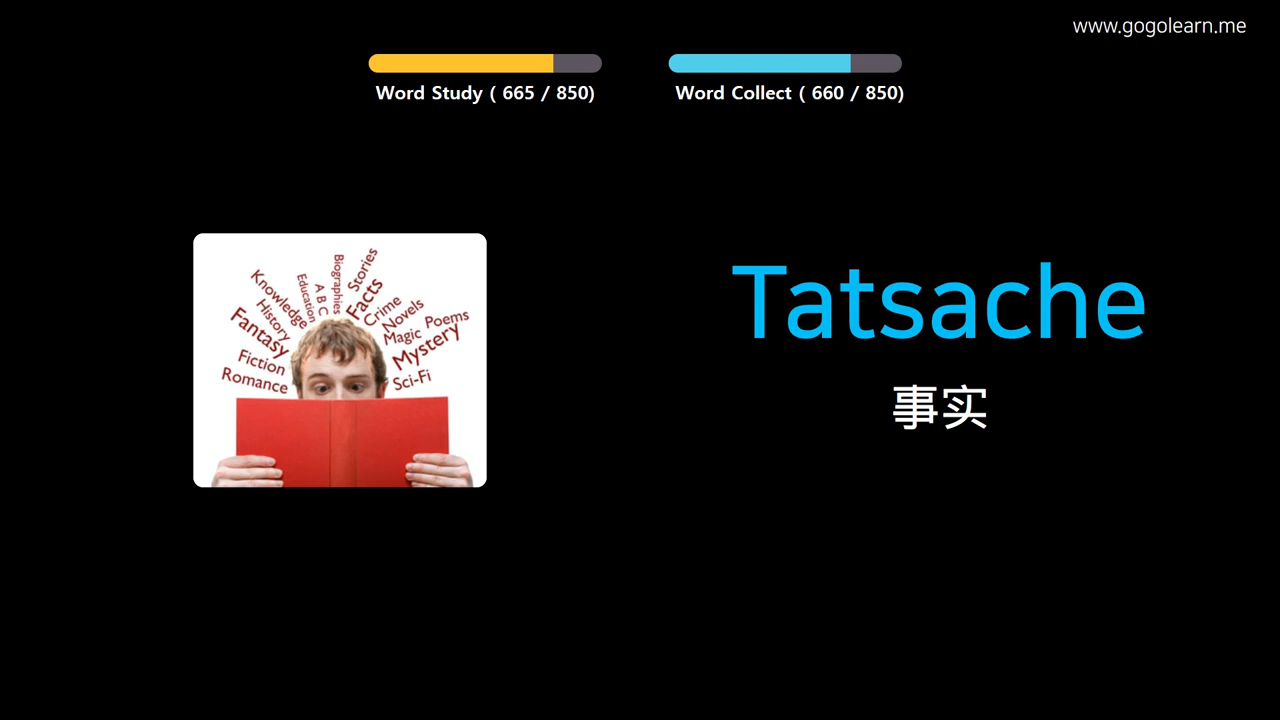 www.gogolearn.me
Word Study ( 665 / 850)
Word Collect ( 660 / 850)
Knowledge
History
Fantasy
Fiction
Romance
Education
A B C
Biographies
Stories
Facts
Crime
Novels
Magic
Poems
Mystery
Sci-Fi
Tatsache
事实